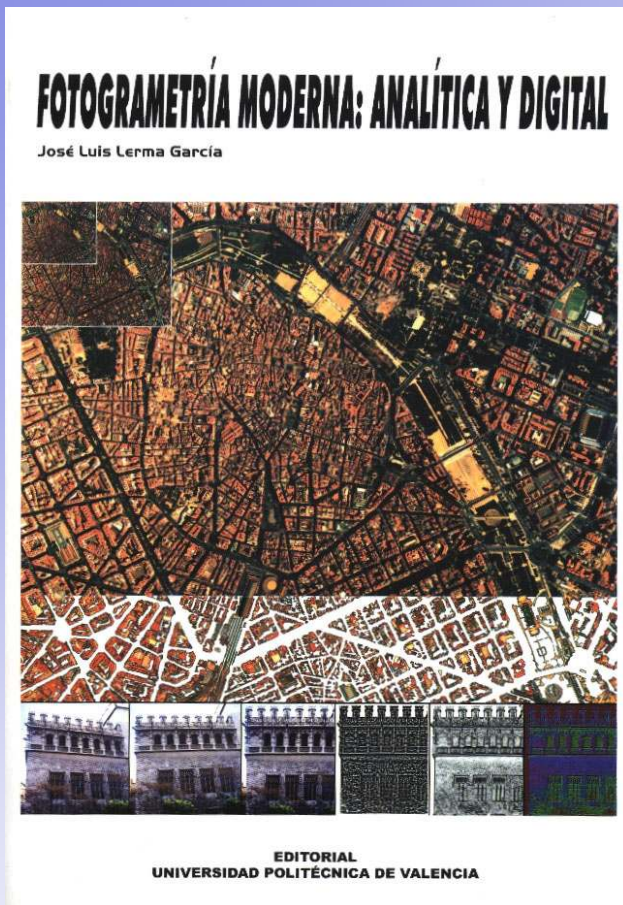 FOTOGRAMETRÍA MODERNA: ANALÍTICA Y DIGITAL
José Luis Lerma García
EDITORIAL
UNIVERSIDAD POLITÉCNICA DE VALENCIA